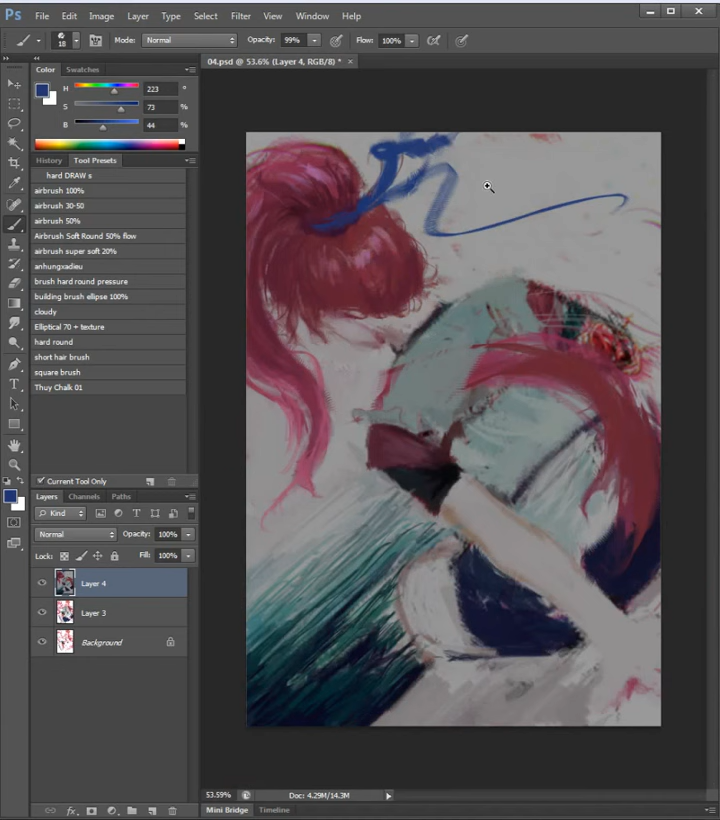 Ps File Edit Image Layer Type Select Filter View Window Help
18 Mode: Normal Opacity: 99% Flow: 100%
04.psd @ 53.6% (Layer 4, RGB/8) * ×
Color Swatches
H 223 °
S 73 %
B 44 %
History Tool Presets
hard DRAW s
airbrush 100%
airbrush 30-50
airbrush 50%
Airbrush Soft Round 50% flow
airbrush super soft 20%
anhungxadieu
brush hard round pressure
building brush elipse 100%
cloudy
Elliptical 70 + texture
hard round
short hair brush
square brush
Thuy Chalk 01
Current Tool Only
Layers Channels Paths
Kind
Normal Opacity: 100%
Lock: Fill: 100%
Layer 4
Layer 3
Background
53.59% Doc: 4.29M/14.3M
Mini Bridge Timeline